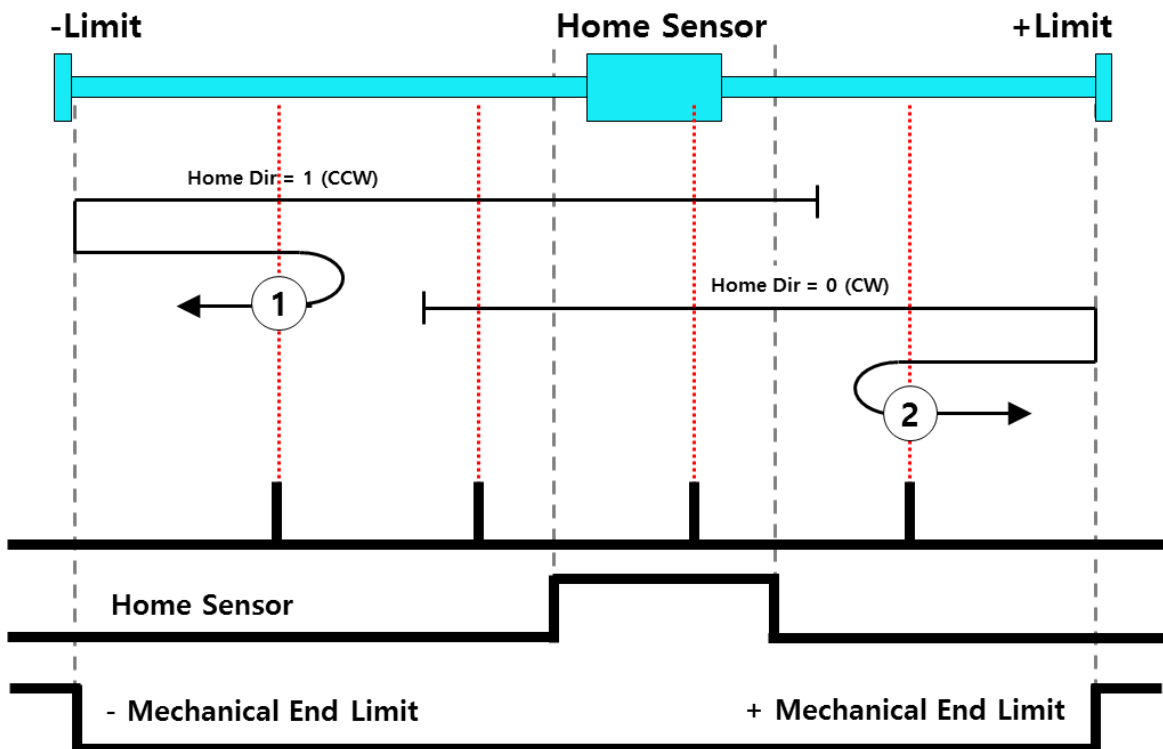 -Limit
Home Sensor
+Limit
Home Dir = 1 (CCW)
1
Home Dir = 0 (CW)
2
Home Sensor
- Mechanical End Limit
+ Mechanical End Limit